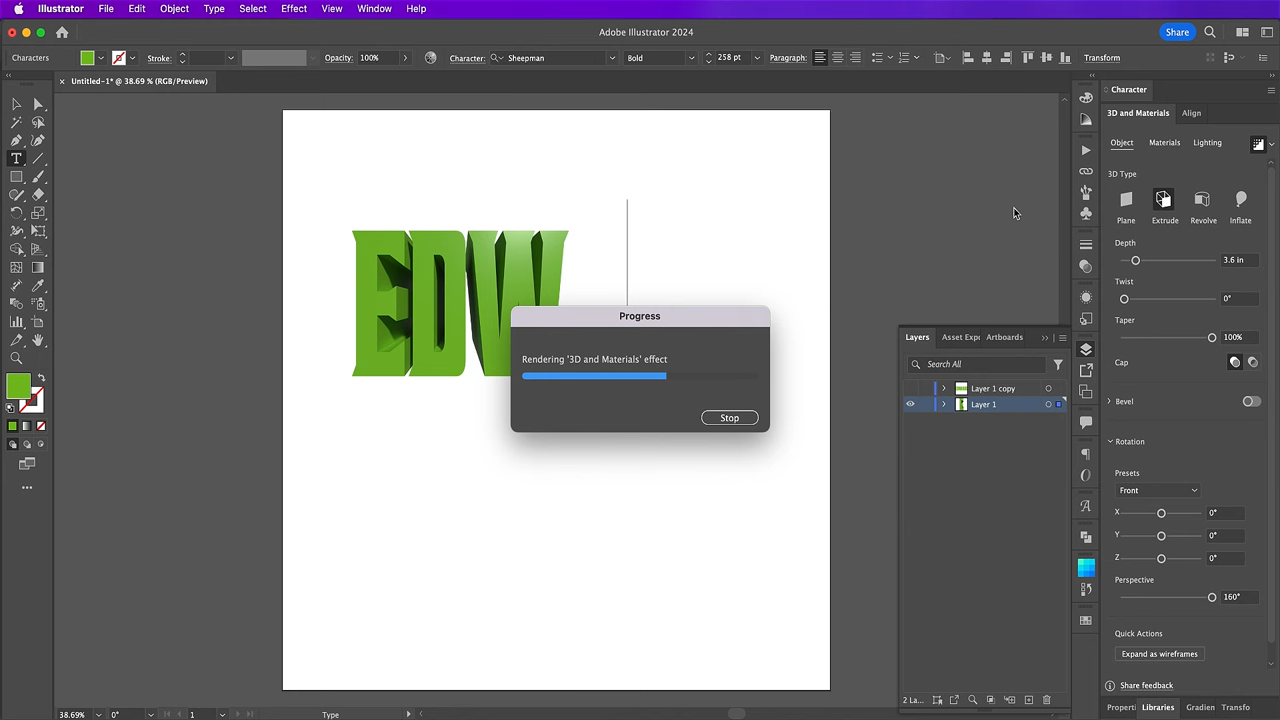 Illustrator File Edit Object Type Select Effect View Window Help
Adobe Illustrator 2024
Share
Characters
Stroke:
Opacity: 100%
Character: Sheepman
Bold
258 pt
Paragraph:
Transform
× Untitled-1* @ 38.69 % (RGB/Preview)
Character
3D and Materials Align
Object Materials Lighting
3D Type
Plane Extrude Revolve Inflate
Depth
3.6 in
Twist
0°
Taper
100%
Cap
Bevel
Rotation
Presets
Front
X 0°
Y 0°
Z 0°
Perspective
160°
Quick Actions
Expand as wireframes
Share feedback
Properti Libraries Gradien Transfo
EDW
Progress
Rendering '3D and Materials' effect
Stop
Layers Asset Expo Artboards
Search All
Layer 1 copy
Layer 1
2 La...
38.69% 0° 1 Type